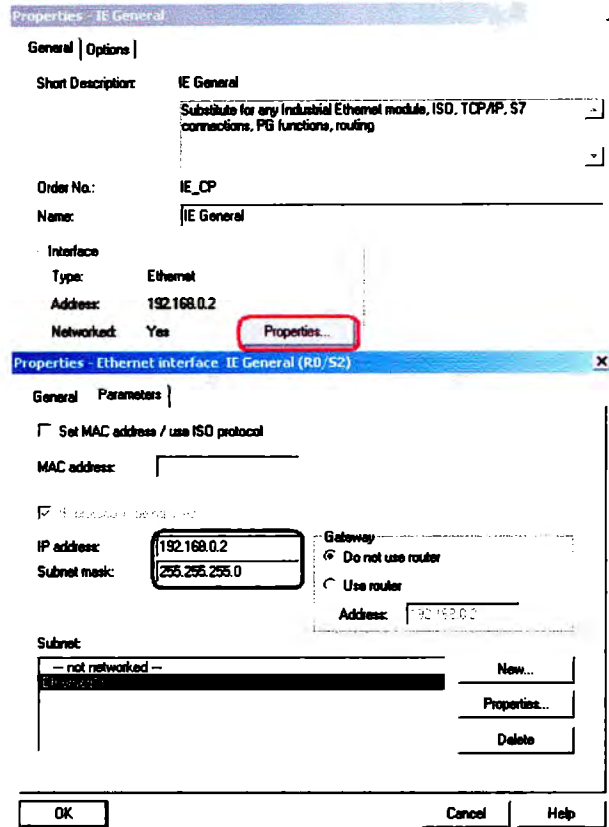 Properties - IE General
General Options
Short Description: IE General
Substitute for any Industrial Ethernet module, ISO, TCP/IP, S7
connections, PG functions, routing
Order No.: IE_CP
Name: IE General
Interface
Type: Ethernet
Address: 192.168.0.2
Networked: Yes Properties...
Properties - Ethernet interface IE General (R0/S2)
General Parameters
Set MAC address / use ISO protocol
MAC address:
IP address: 192.168.0.2
Subnet mask: 255.255.255.0
Gateway
Do not use router
Use router
Address: 192.168.0.2
Subnet:
--- not networked ---
New...
Properties...
Delete
OK Cancel Help